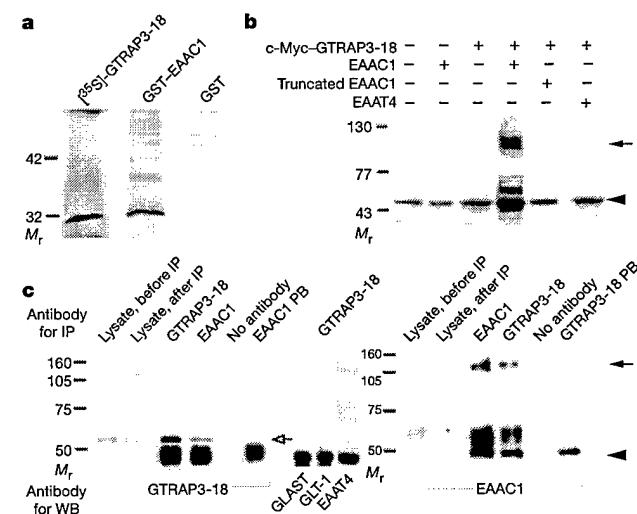 a
[³⁵S]-GTRAP3-18
GST–EAAC1
GST
42
32
Mr
b
c-Myc–GTRAP3-18 – – + + + +
EAAC1 – + – + – –
Truncated EAAC1 – – – – + –
EAAT4 – – – – – +
130
77
43
Mr
c
Antibody for IP
Lysate, before IP
Lysate, after IP
GTRAP3-18
EAAC1
No antibody
EAAC1 PB
GTRAP3-18
160
105
75
50
Mr
Antibody for WB
GTRAP3-18
GLAST
GLT-1
EAAT4
Lysate, before IP
Lysate, after IP
EAAC1
GTRAP3-18
No antibody
GTRAP3-18 PB
160
105
75
50
Mr
EAAC1